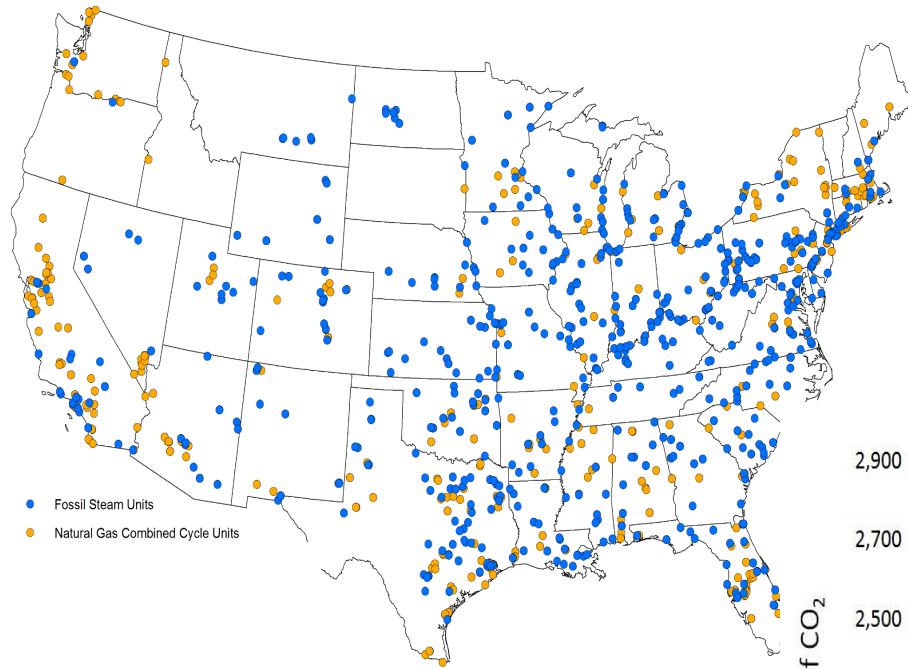 Fossil Steam Units
Natural Gas Combined Cycle Units
2,900
2,700
2,500
f CO₂